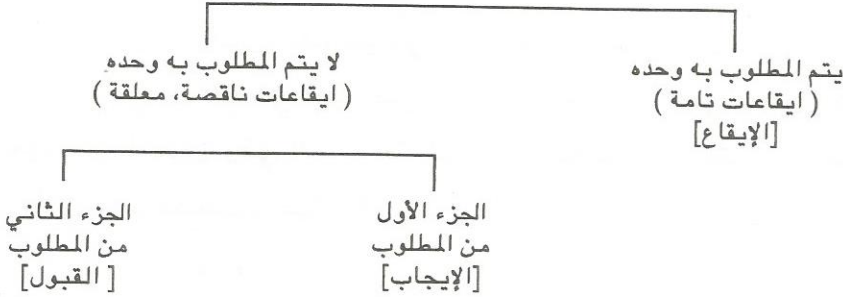 يتم المطلوب به وحده
( ايقاعات تامة )
[الإيقاع]
لا يتم المطلوب به وحده
( ايقاعات ناقصة، معلقة )
الجزء الأول
من المطلوب
[الإيجاب]
الجزء الثاني
من المطلوب
[ القبول]